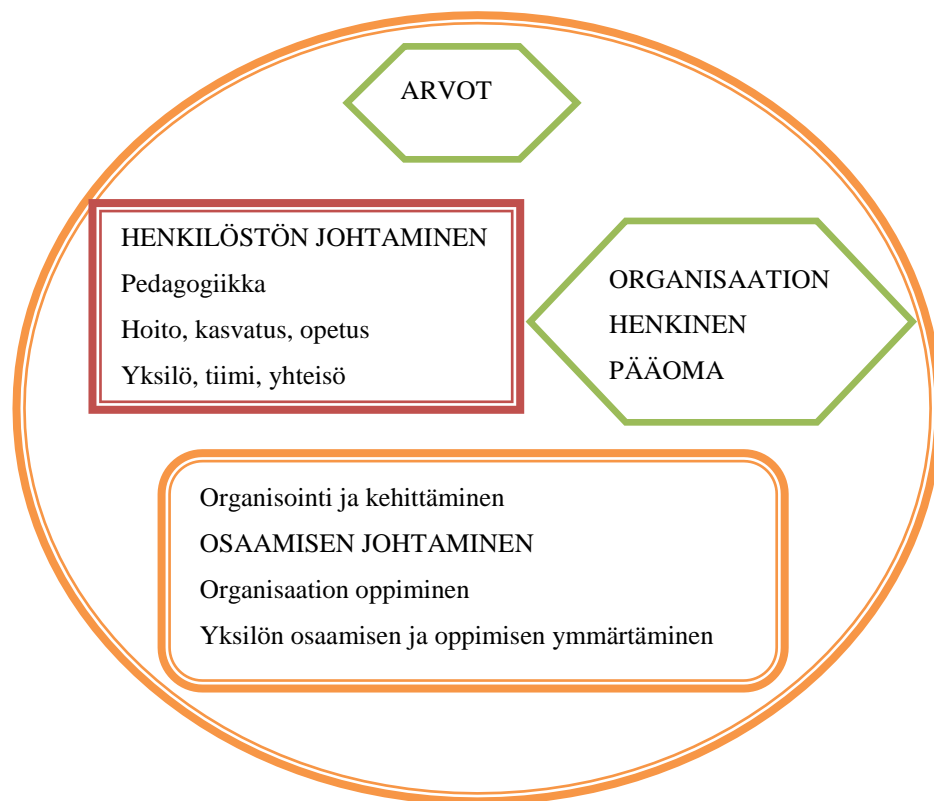 ARVOT
HENKILÖSTÖN JOHTAMINEN
Pedagogiikka
Hoito, kasvatus, opetus
Yksilö, tiimi, yhteisö
ORGANISAATION
HENKINEN
PÄÄOMA
Organisointi ja kehittäminen
OSAAMISEN JOHTAMINEN
Organisaation oppiminen
Yksilön osaamisen ja oppimisen ymmärtäminen